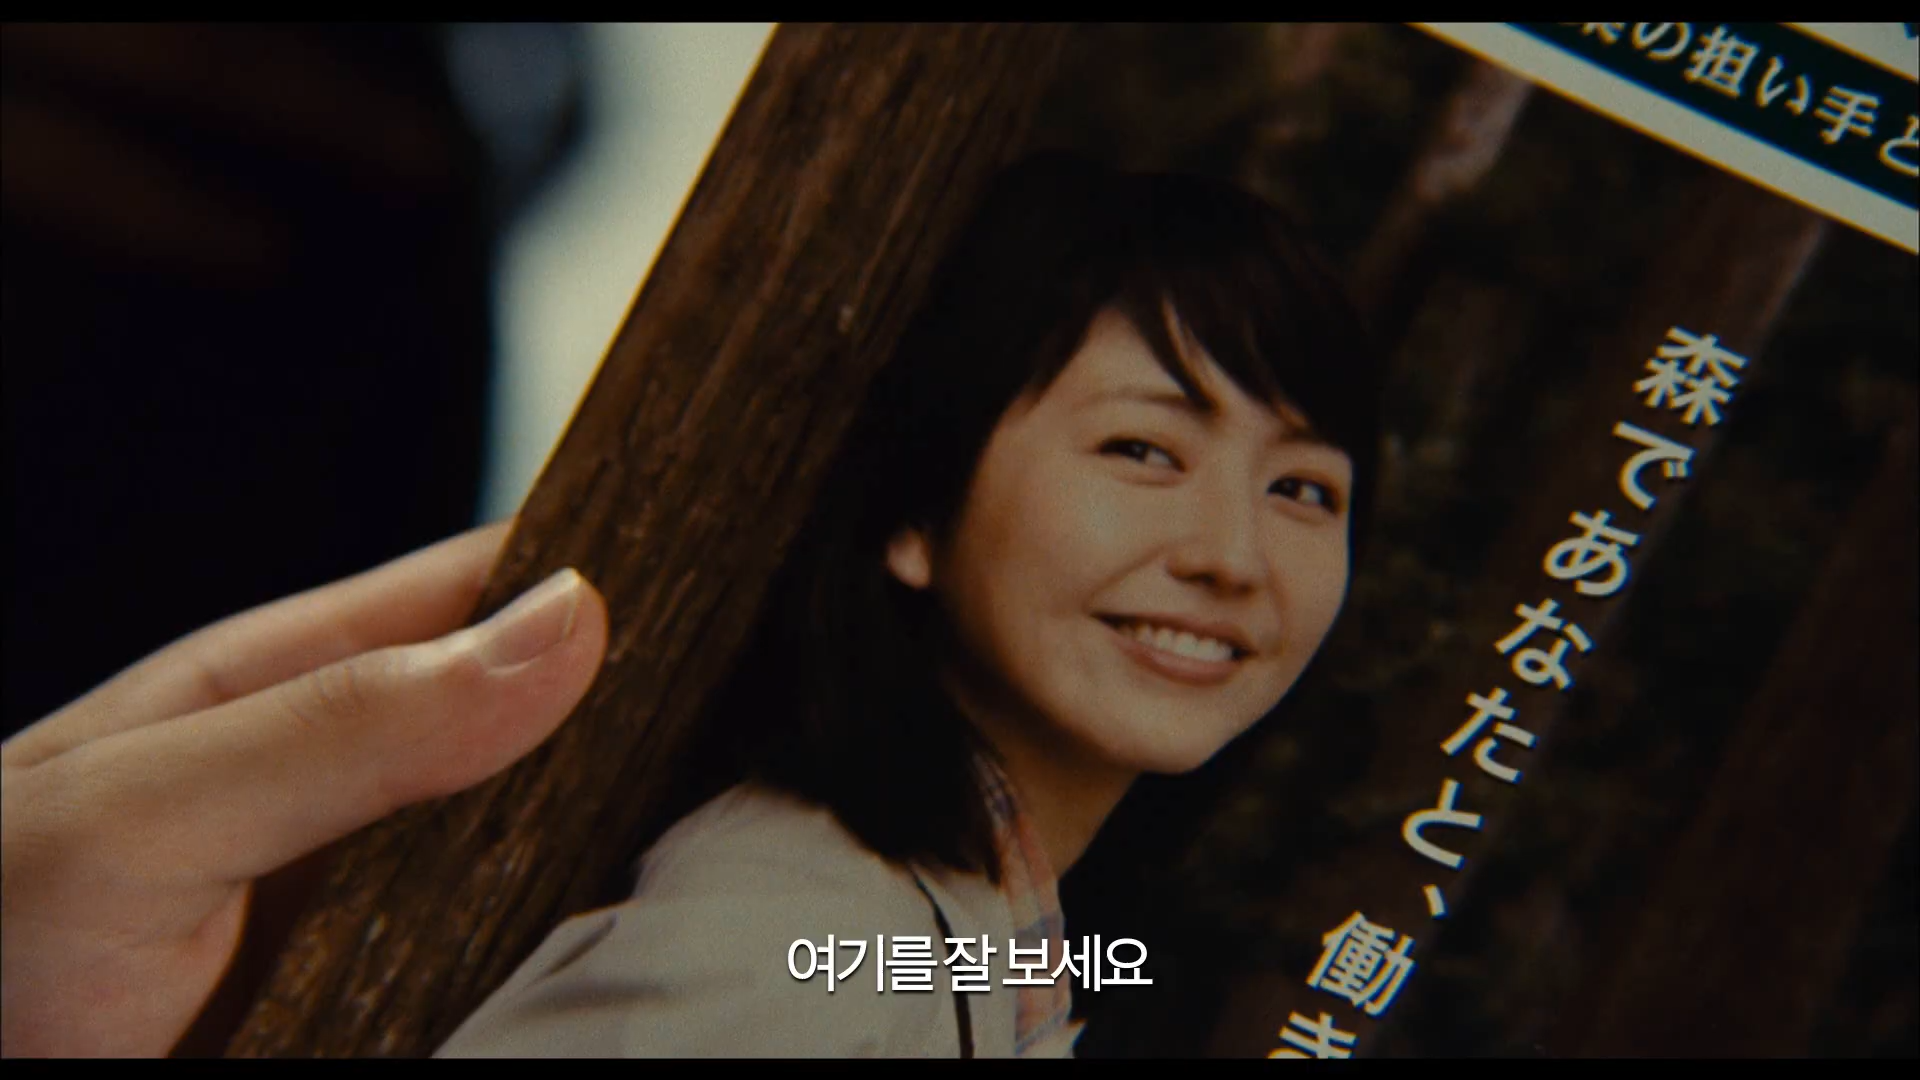 の担い手と
森であなたと、働き
여기를 잘 보세요